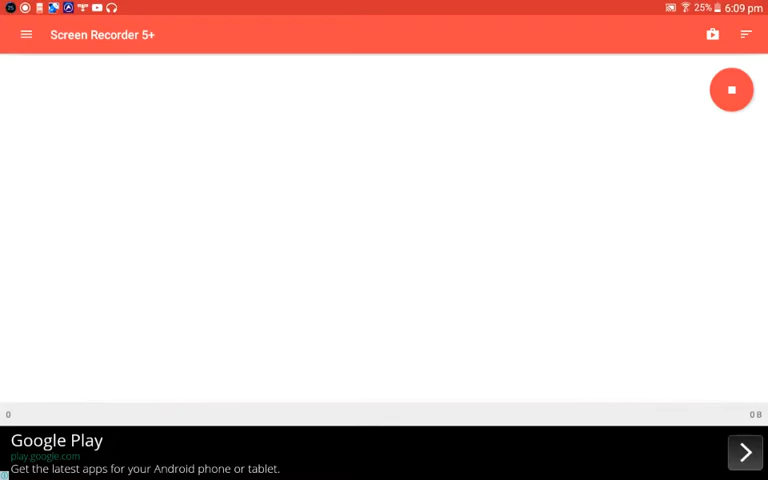 25% 6:09 pm
Screen Recorder 5+
0 0 B
Google Play
play.google.com
Get the latest apps for your Android phone or tablet.